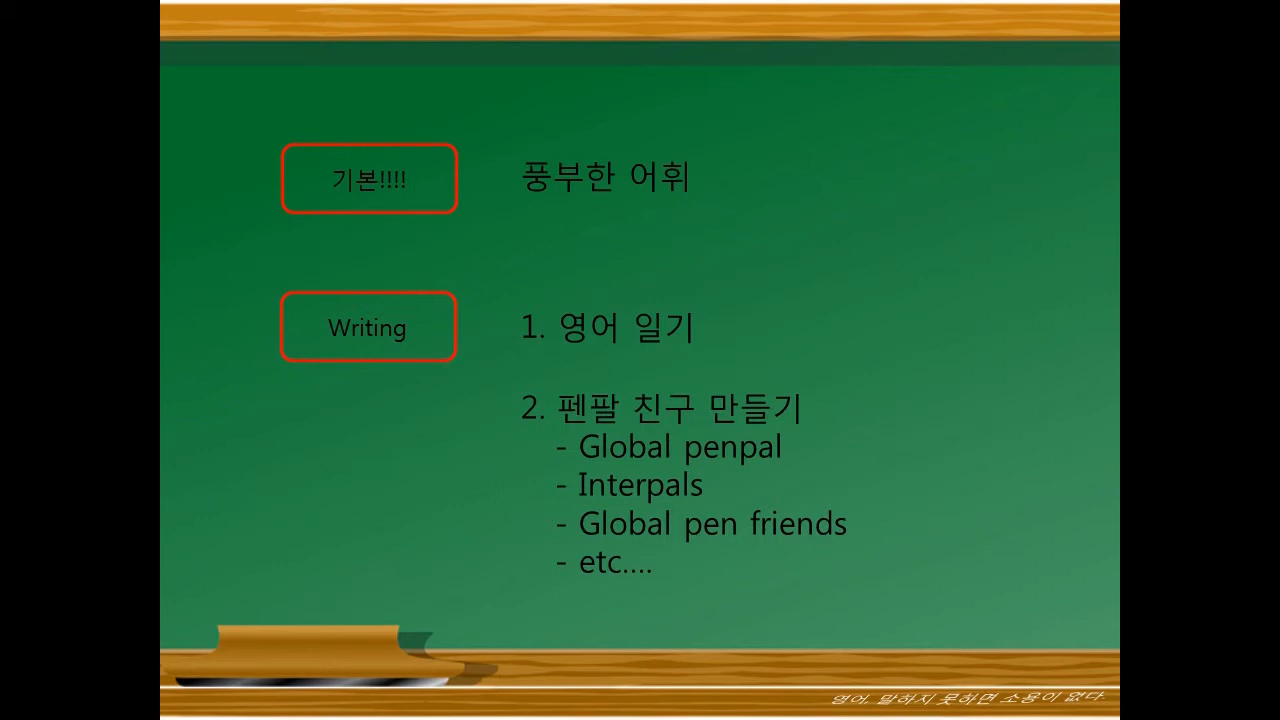 기본!!!! 풍부한 어휘
Writing 1. 영어 일기
2. 펜팔 친구 만들기
- Global penpal
- Interpals
- Global pen friends
- etc....
영어, 말하지 못하면 소용이 없다